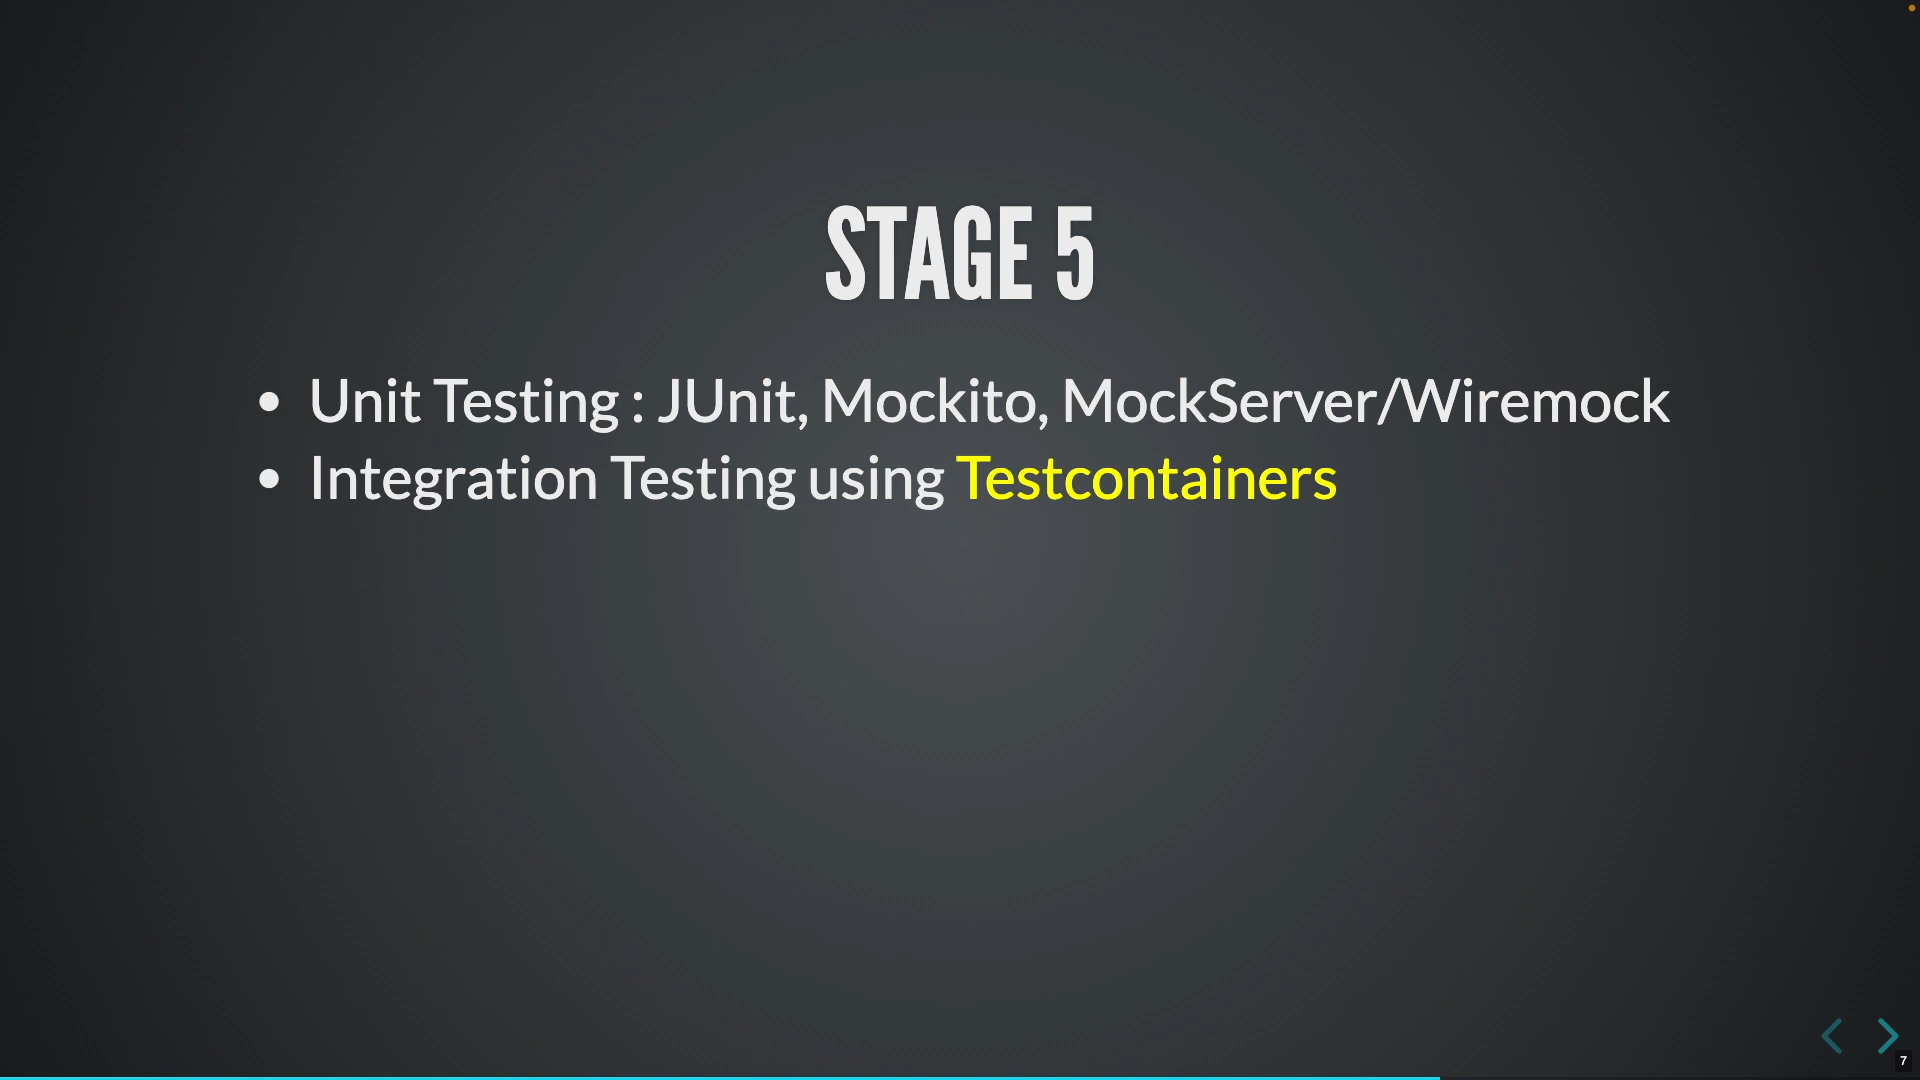 STAGE 5
• Unit Testing : JUnit, Mockito, MockServer/Wiremock
• Integration Testing using Testcontainers
7